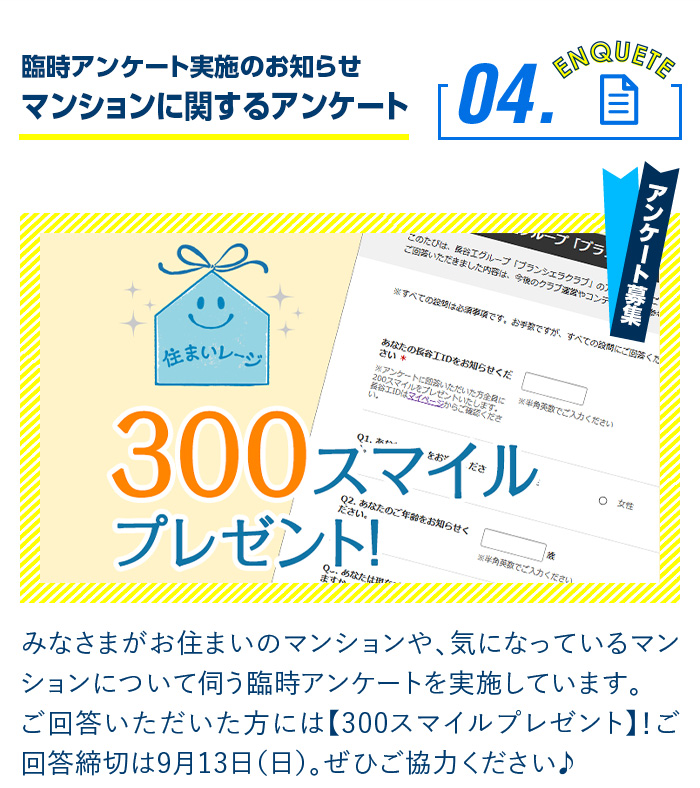 臨時アンケート実施のお知らせ
マンションに関するアンケート
04.
ENQUETE
アンケート募集
住まいレージ
300スマイル
プレゼント!
このたびは、長谷工グループ「ブランシエラクラブ」の
ご回答いただきました内容は、今後のクラブ運営やコンテ
※すべての設問は必須事項です。お手数ですが、すべての設問にご回答くだ
あなたの長谷工IDをお知らせくだ
さい *
※アンケートに回答いただいた方全員に
200スマイルをプレゼントいたします。
長谷工IDはマイページからご確認くださ
い。
※半角英数でご入力ください
Q1.
女性
Q2. あなたのご年齢をお知らせく
ださい。
歳
※半角英数でご入力ください
みなさまがお住まいのマンションや、気になっているマン
ションについて伺う臨時アンケートを実施しています。
ご回答いただいた方には【300スマイルプレゼント】！ご
回答締切は9月13日（日）。ぜひご協力ください♪